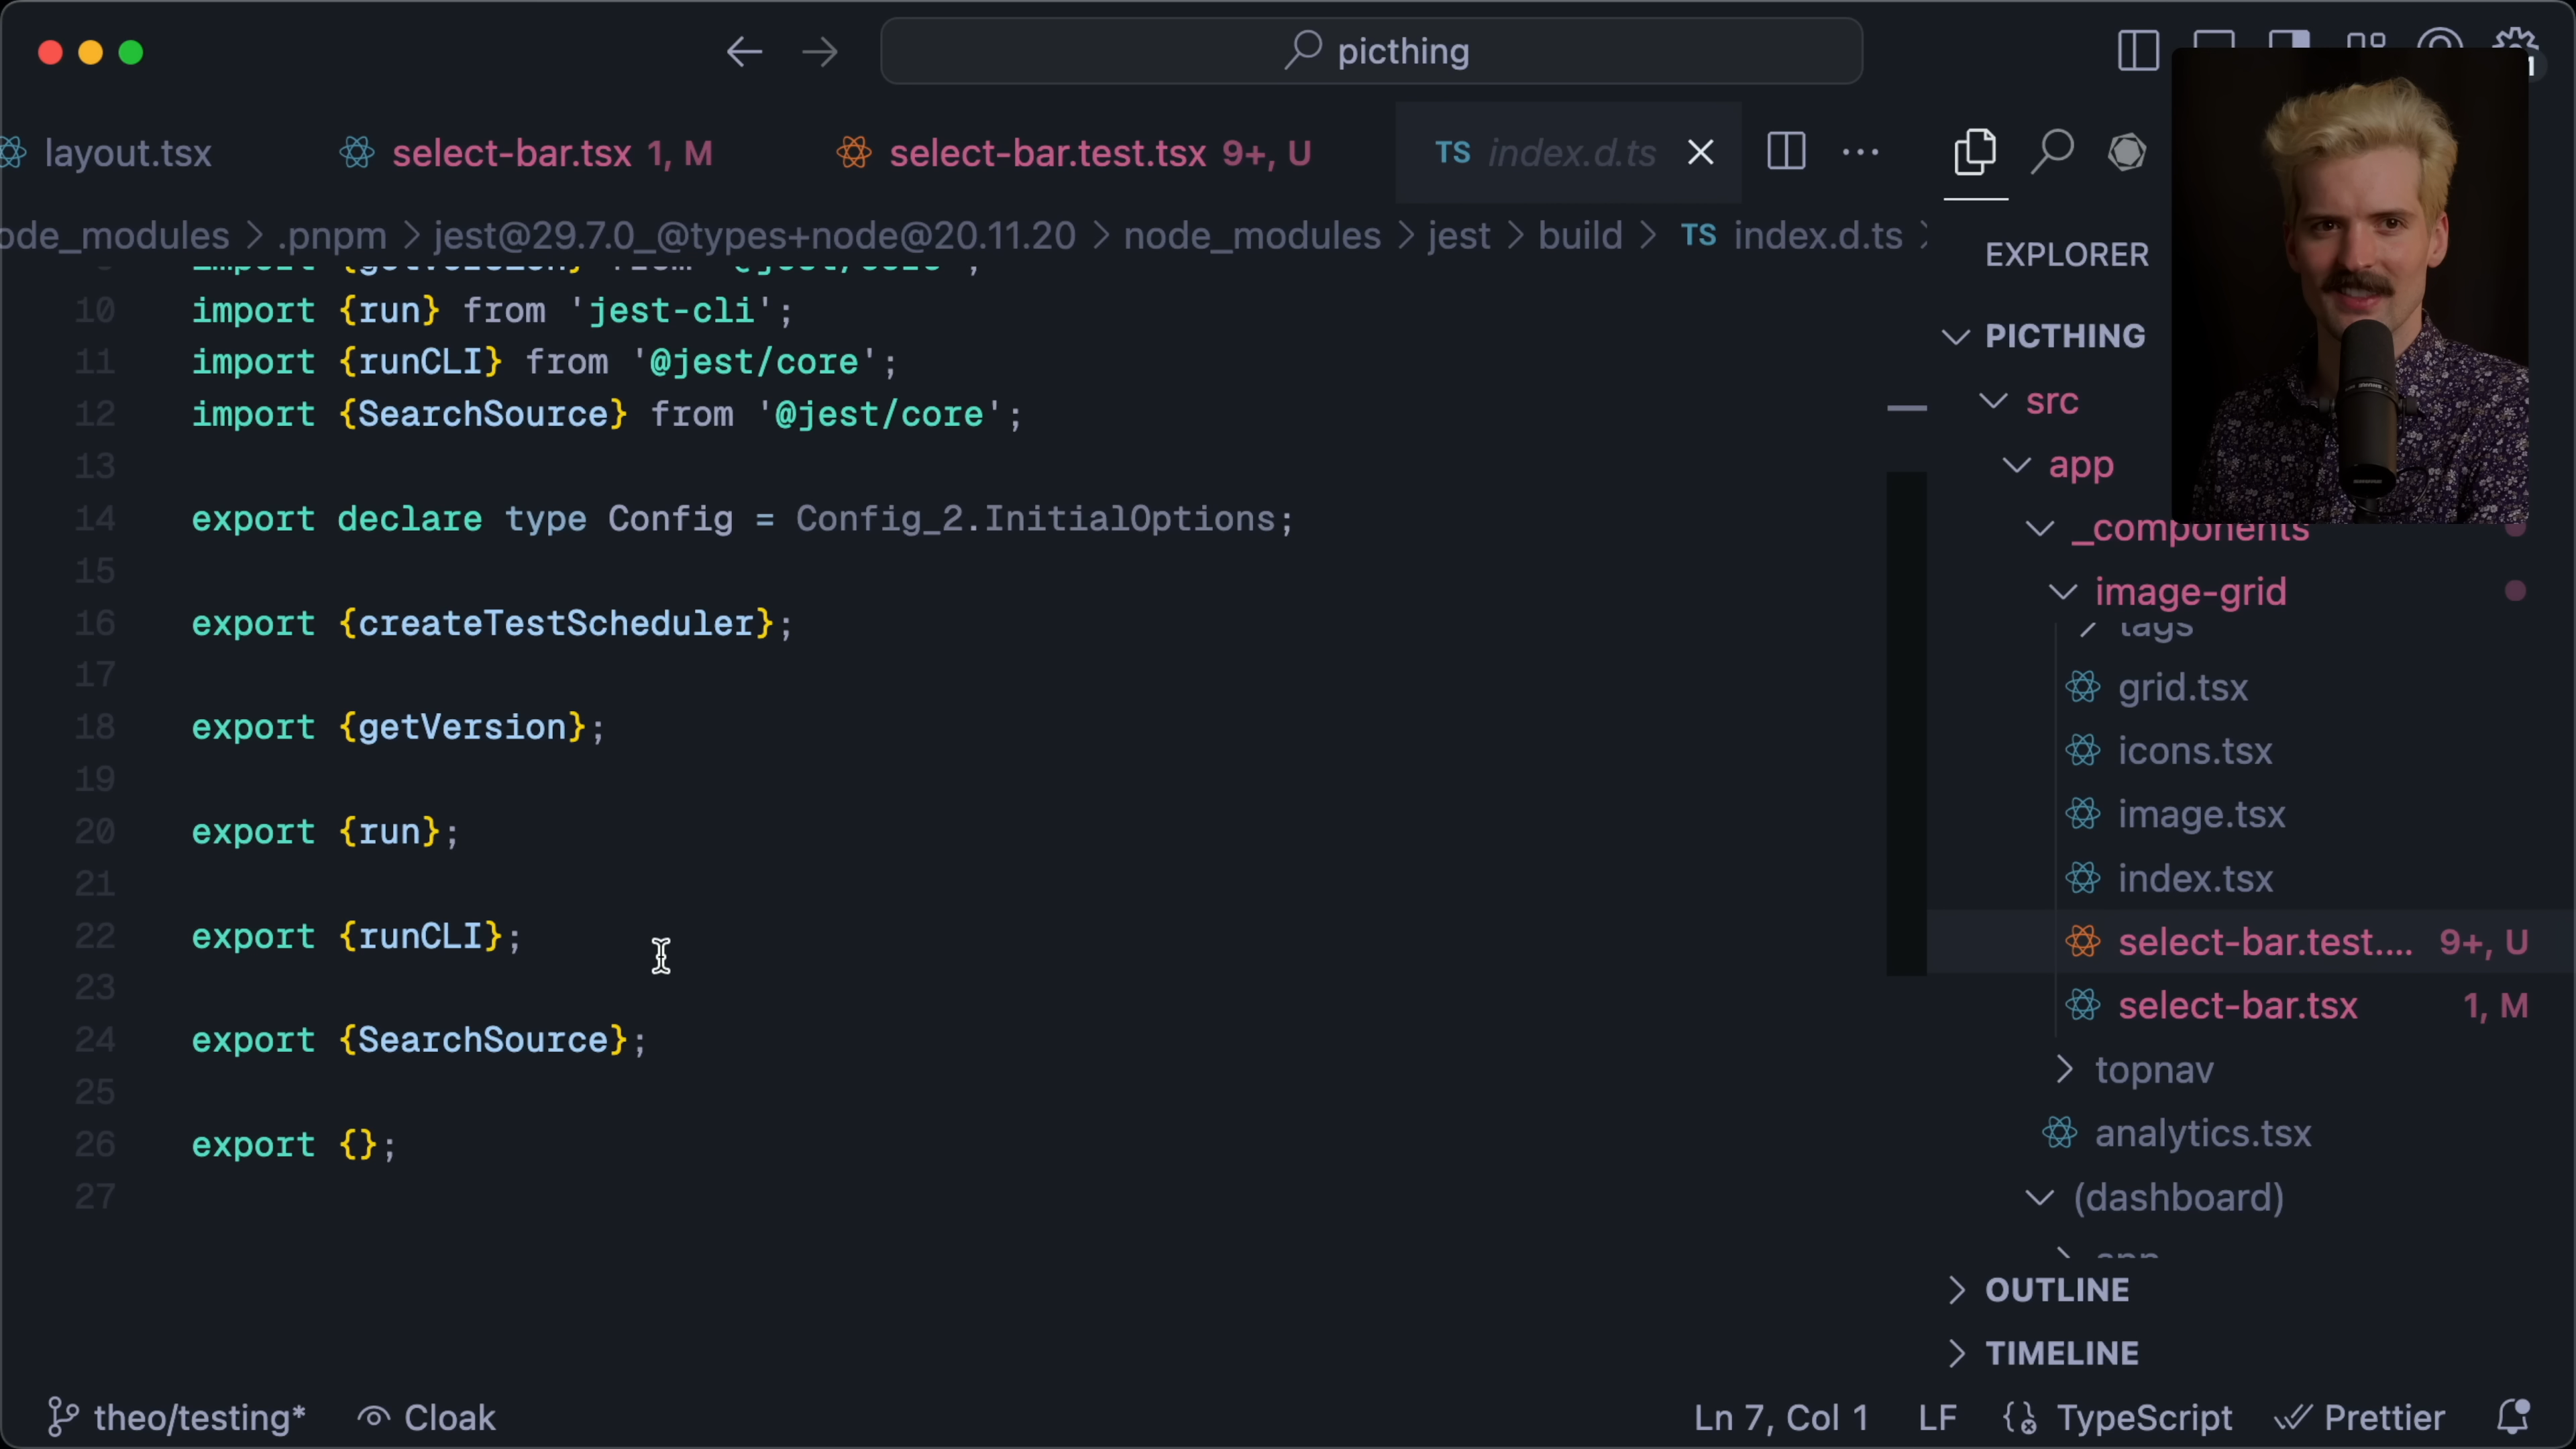 picthing
layout.tsx
select-bar.tsx 1, M
select-bar.test.tsx 9+, U
TS index.d.ts
ode_modules > .pnpm > jest@29.7.0_@types+node@20.11.20 > node_modules > jest > build > TS index.d.ts
import {getVersion} from '@jest/core';
10 import {run} from 'jest-cli';
11 import {runCLI} from '@jest/core';
12 import {SearchSource} from '@jest/core';
13
14 export declare type Config = Config_2.InitialOptions;
15
16 export {createTestScheduler};
17
18 export {getVersion};
19
20 export {run};
21
22 export {runCLI};
23
24 export {SearchSource};
25
26 export {};
27
EXPLORER
PICTHING
src
app
_components
image-grid
tags
grid.tsx
icons.tsx
image.tsx
index.tsx
select-bar.test.... 9+, U
select-bar.tsx 1, M
topnav
analytics.tsx
(dashboard)
OUTLINE
TIMELINE
theo/testing*
Cloak
Ln 7, Col 1
LF
TypeScript
Prettier